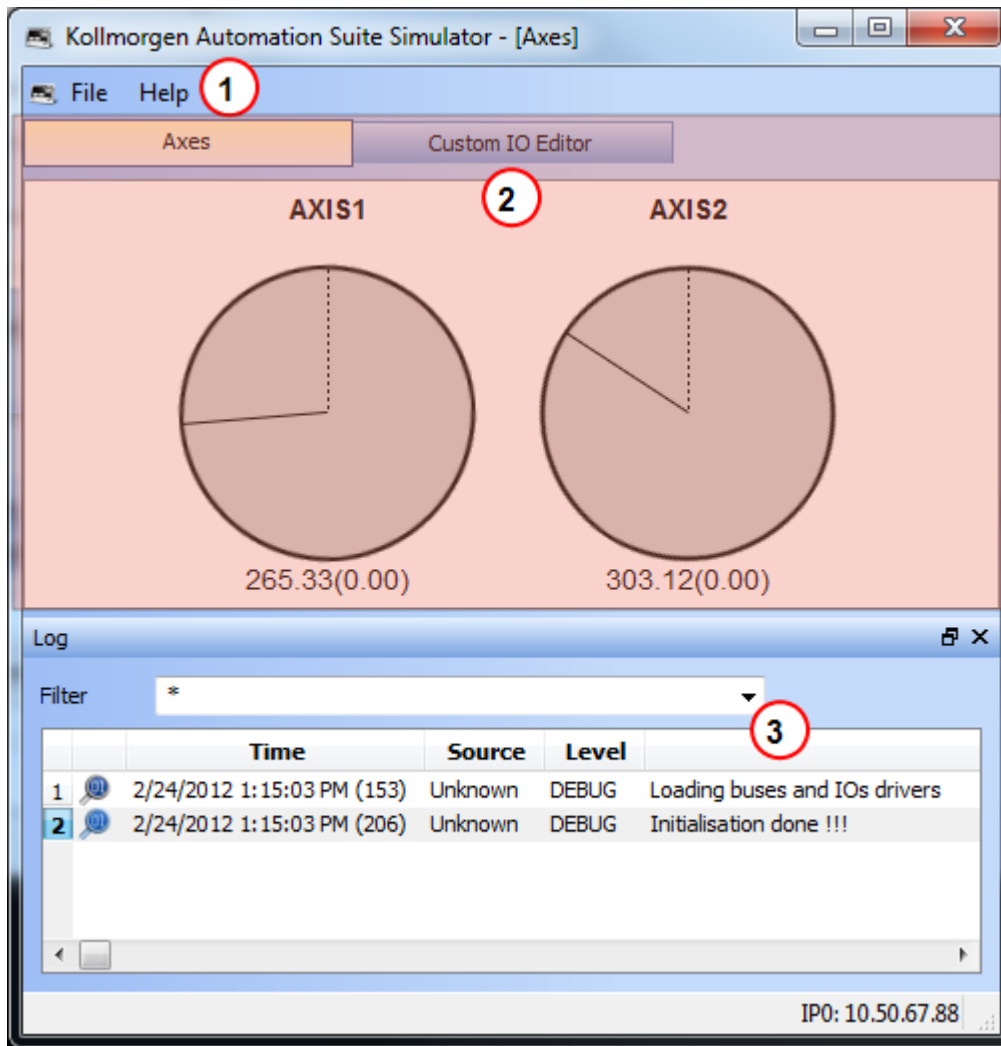 Kollmorgen Automation Suite Simulator - [Axes]
File Help 1
Axes Custom IO Editor
2
AXIS1 AXIS2
265.33(0.00) 303.12(0.00)
Log
Filter *
3
Time Source Level
1 2/24/2012 1:15:03 PM (153) Unknown DEBUG Loading buses and IOs drivers
2 2/24/2012 1:15:03 PM (206) Unknown DEBUG Initialisation done !!!
IP0: 10.50.67.88